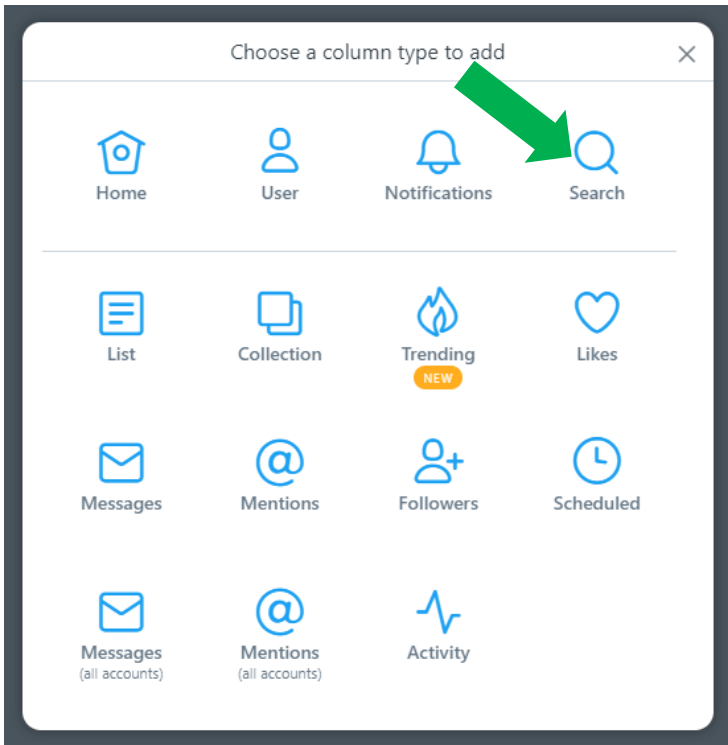 Choose a column type to add
Home User Notifications Search
List Collection Trending Likes
NEW
Messages Mentions Followers Scheduled
Messages Mentions Activity
(all accounts) (all accounts)